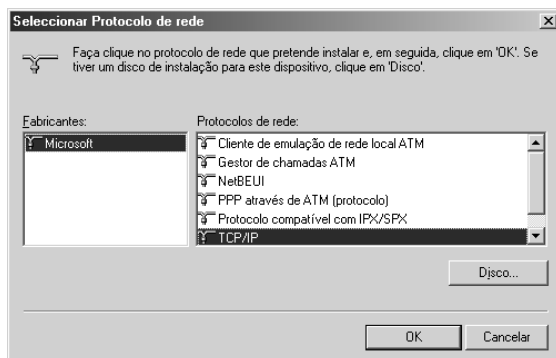 Seleccionar Protocolo de rede
Faça clique no protocolo de rede que pretende instalar e, em seguida, clique em 'OK'. Se
tiver um disco de instalação para este dispositivo, clique em 'Disco'.
Fabricantes:
Microsoft
Protocolos de rede:
Cliente de emulação de rede local ATM
Gestor de chamadas ATM
NetBEUI
PPP através de ATM (protocolo)
Protocolo compatível com IPX/SPX
TCP/IP
Disco...
OK
Cancelar